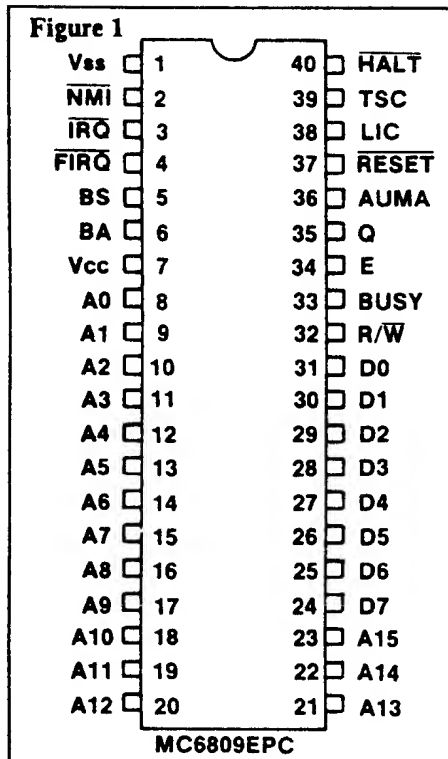 Figure 1
Vss 1 40 HALT
NMI 2 39 TSC
IRQ 3 38 LIC
FIRQ 4 37 RESET
BS 5 36 AUMA
BA 6 35 Q
Vcc 7 34 E
A0 8 33 BUSY
A1 9 32 R/W
A2 10 31 D0
A3 11 30 D1
A4 12 29 D2
A5 13 28 D3
A6 14 27 D4
A7 15 26 D5
A8 16 25 D6
A9 17 24 D7
A10 18 23 A15
A11 19 22 A14
A12 20 21 A13
MC6809EPC